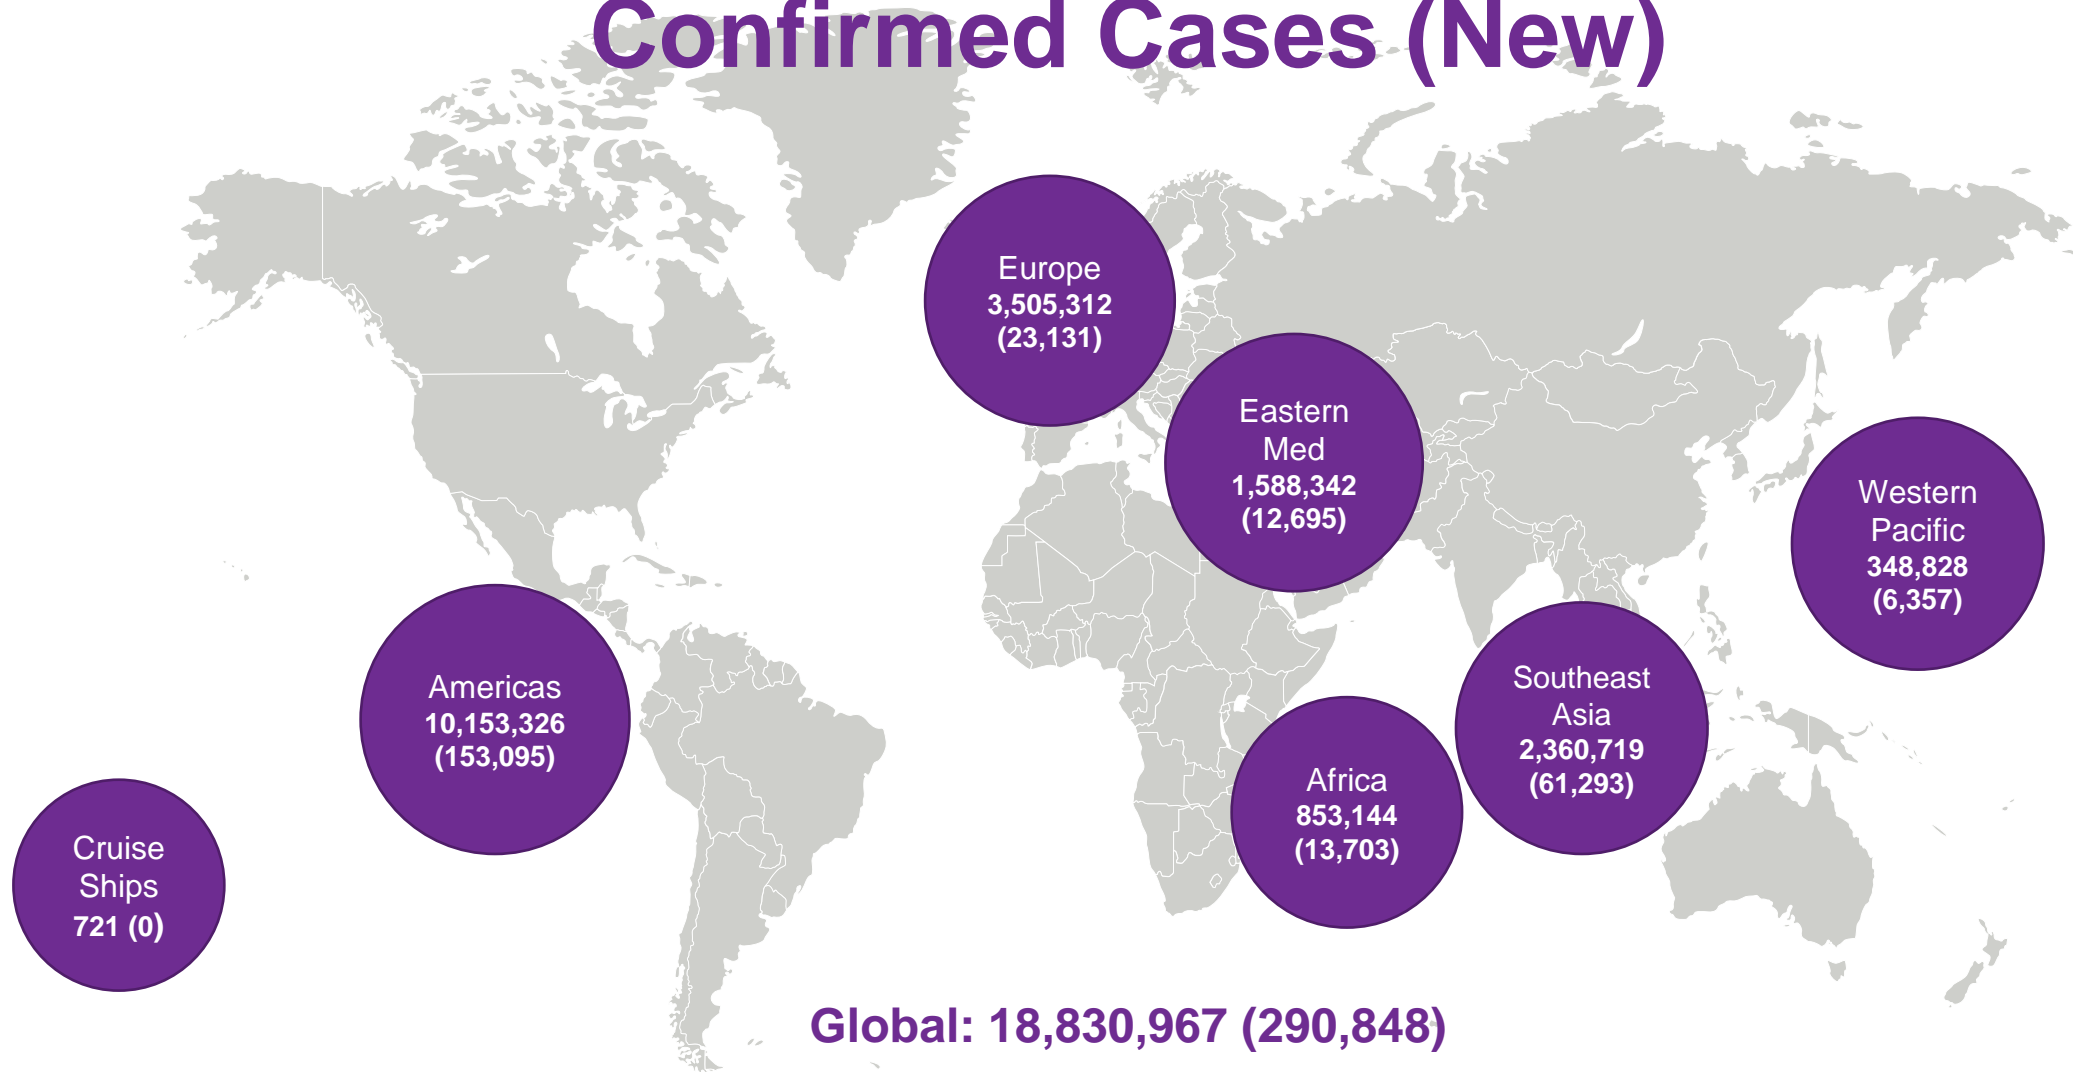 Confirmed Cases (New)
Europe
3,505,312
(23,131)
Eastern
Med
1,588,342
(12,695)
Western
Pacific
348,828
(6,357)
Americas
10,153,326
(153,095)
Southeast
Asia
2,360,719
(61,293)
Africa
853,144
(13,703)
Cruise
Ships
721 (0)
Global: 18,830,967 (290,848)